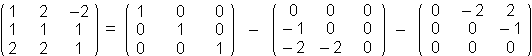 ( 1 2 −2 ) = ( 1 0 0 ) − ( 0 0 0 ) − ( 0 −2 2 )
( 1 1 1 ) ( 0 1 0 ) ( −1 0 0 ) ( 0 0 −1 )
( 2 2 1 ) ( 0 0 1 ) ( −2 −2 0 ) ( 0 0 0 )